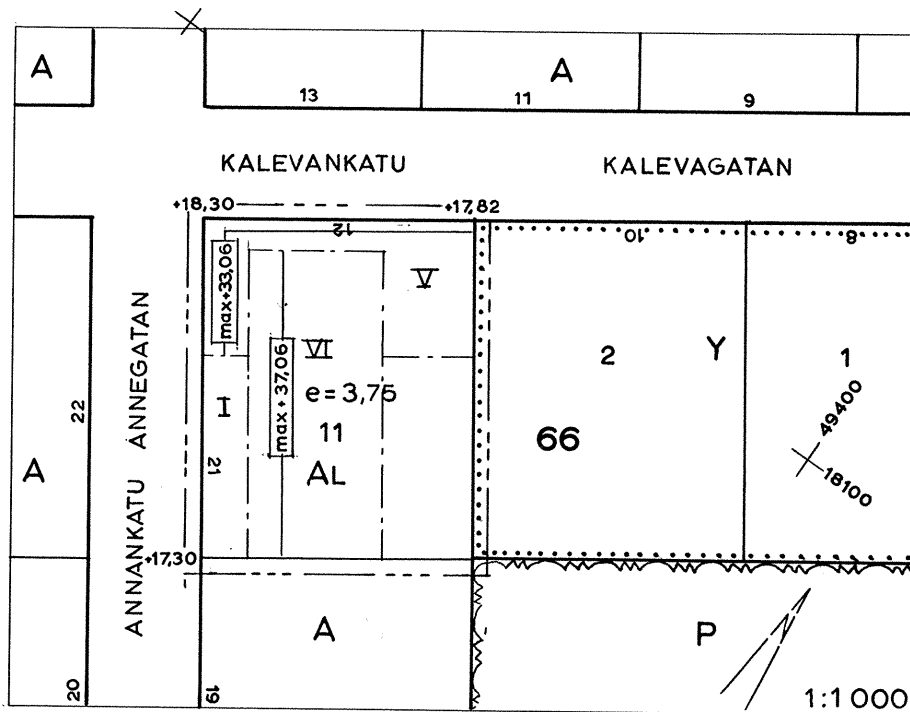 A
A
13
11
9
KALEVANKATU
KALEVAGATAN
+18,30
+17,82
12
10
8
max+33,06
V
VI
max+37,06
e=3,75
I
11
AL
21
22
A
ANNANKATU ANNEGATAN
2
Y
1
66
49400
18100
+17,30
A
P
20
19
1:1000